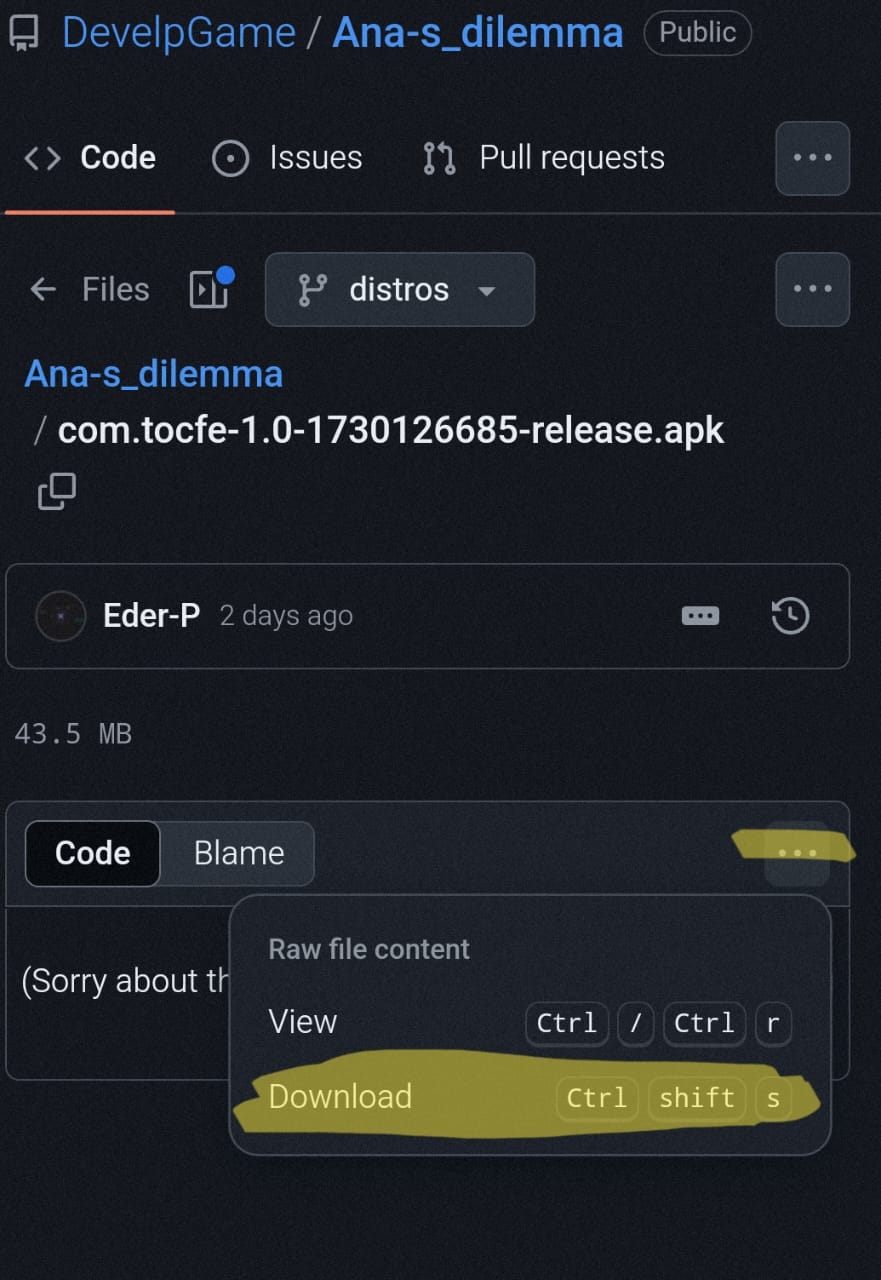 DevelpGame / Ana-s_dilemma Public
Code Issues Pull requests
Files distros
Ana-s_dilemma
/ com.tocfe-1.0-1730126685-release.apk
Eder-P 2 days ago
43.5 MB
Code Blame
Raw file content
(Sorry about
View Ctrl / Ctrl r
Download Ctrl shift s